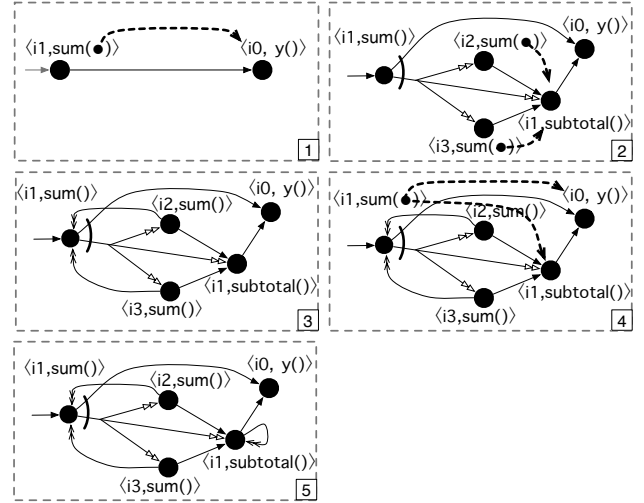 ⟨i1,sum(•)⟩
⟨i0, y()⟩
1
⟨i1,sum()⟩
⟨i2,sum(•)⟩
⟨i0, y()⟩
⟨i1,subtotal()⟩
⟨i3,sum(•)⟩
2
⟨i1,sum()⟩
⟨i2,sum()⟩
⟨i0, y()⟩
⟨i1,subtotal()⟩
⟨i3,sum()⟩
3
⟨i1,sum(•)⟩
⟨i2,sum()⟩
⟨i0, y()⟩
⟨i1,subtotal()⟩
⟨i3,sum()⟩
4
⟨i1,sum()⟩
⟨i2,sum()⟩
⟨i0, y()⟩
⟨i1,subtotal()⟩
⟨i3,sum()⟩
5